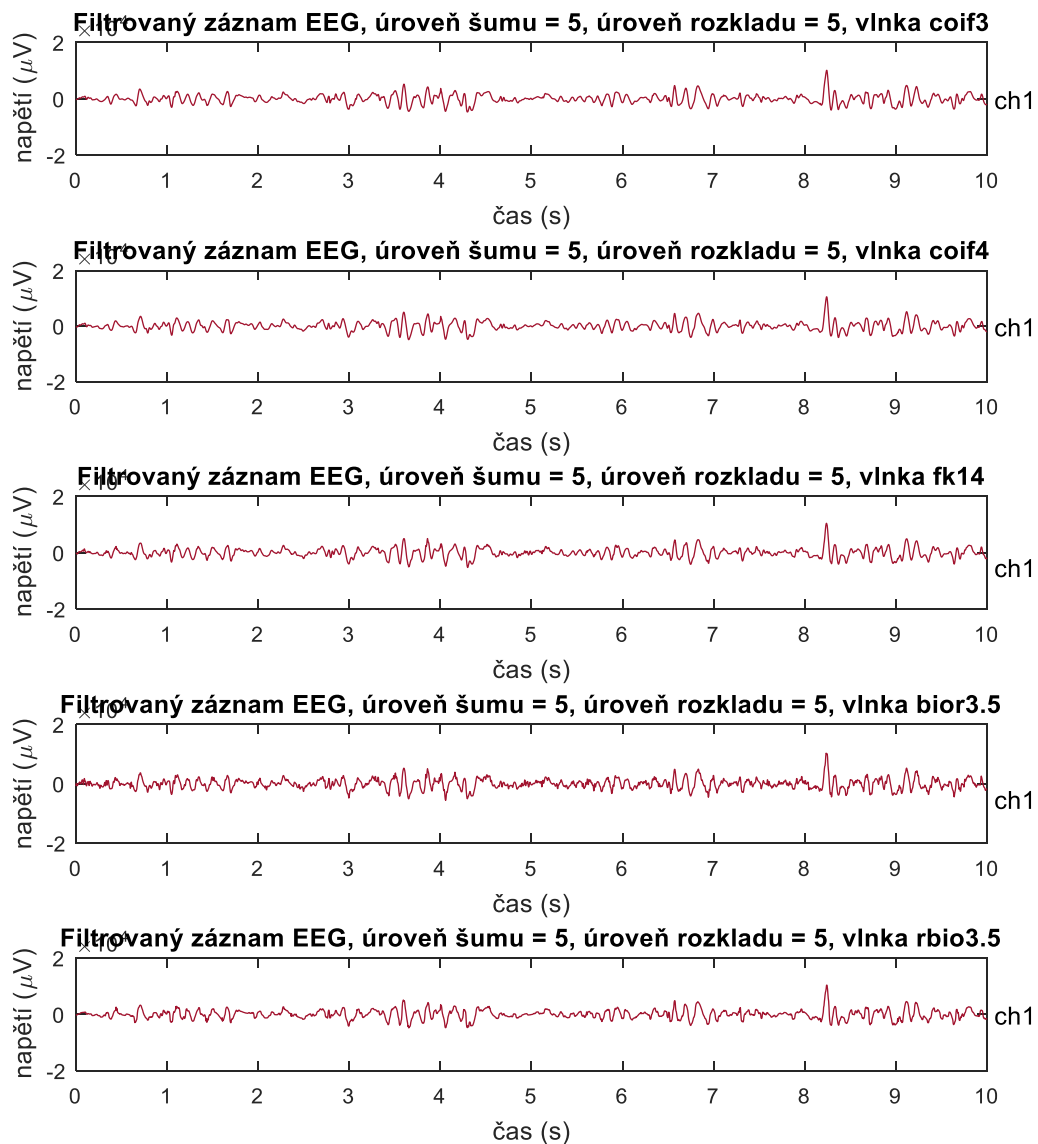 Filtrovaný záznam EEG, úroveň šumu = 5, úroveň rozkladu = 5, vlnka coif3
× 10⁴
napětí (μV)
2
0
-2
ch1
0 1 2 3 4 5 6 7 8 9 10
čas (s)
Filtrovaný záznam EEG, úroveň šumu = 5, úroveň rozkladu = 5, vlnka coif4
× 10⁴
napětí (μV)
2
0
-2
ch1
0 1 2 3 4 5 6 7 8 9 10
čas (s)
Filtrovaný záznam EEG, úroveň šumu = 5, úroveň rozkladu = 5, vlnka fk14
× 10⁴
napětí (μV)
2
0
-2
ch1
0 1 2 3 4 5 6 7 8 9 10
čas (s)
Filtrovaný záznam EEG, úroveň šumu = 5, úroveň rozkladu = 5, vlnka bior3.5
× 10⁴
napětí (μV)
2
0
-2
ch1
0 1 2 3 4 5 6 7 8 9 10
čas (s)
Filtrovaný záznam EEG, úroveň šumu = 5, úroveň rozkladu = 5, vlnka rbio3.5
× 10⁴
napětí (μV)
2
0
-2
ch1
0 1 2 3 4 5 6 7 8 9 10
čas (s)